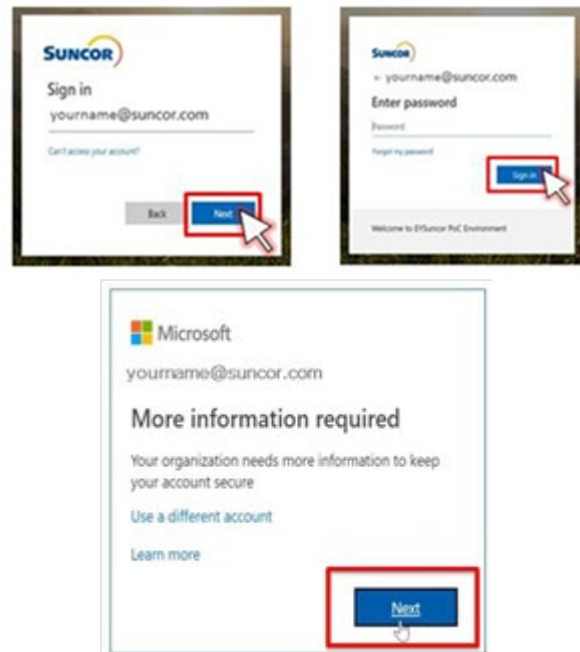 SUNCOR
Sign in
yourname@suncor.com
Can't access your account?
Back
Next
SUNCOR
← yourname@suncor.com
Enter password
Password
Forgot my password
Sign in
Welcome to EYSuncor PoC Environment
Microsoft
yourname@suncor.com
More information required
Your organization needs more information to keep
your account secure
Use a different account
Learn more
Next